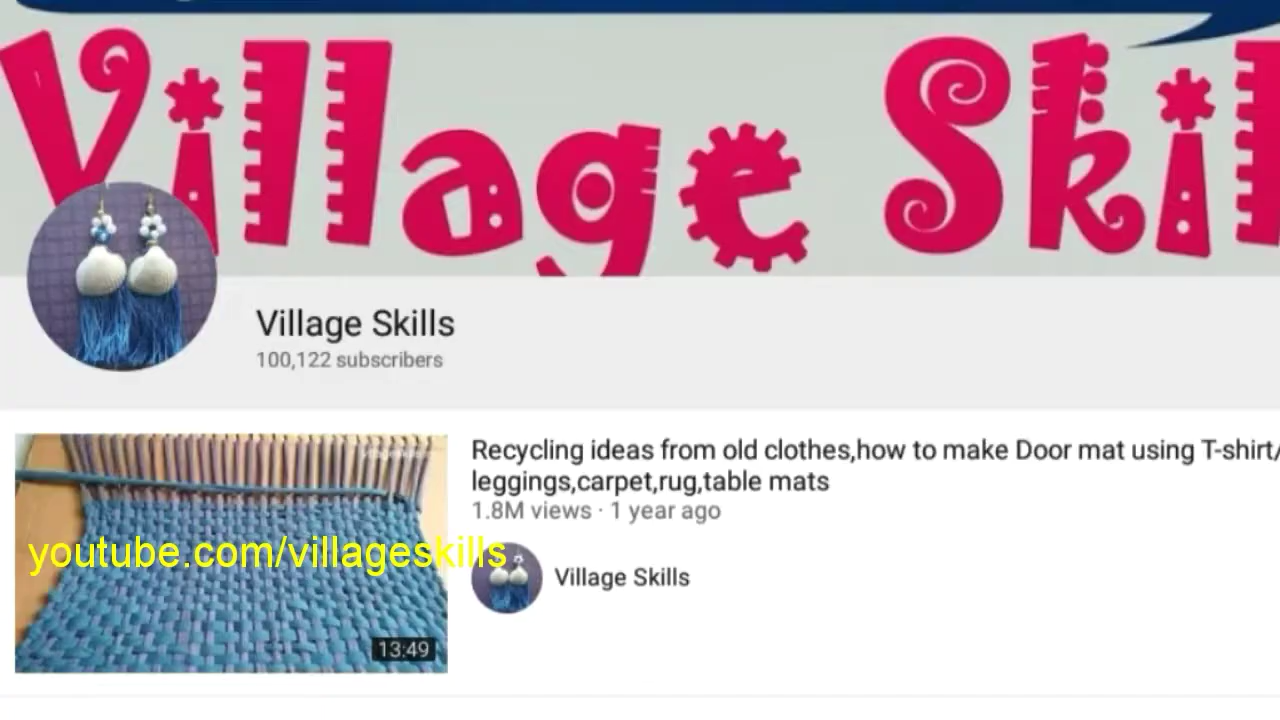 Village Skil
Village Skills
100,122 subscribers
Recycling ideas from old clothes,how to make Door mat using T-shirt/
leggings,carpet,rug,table mats
1.8M views · 1 year ago
youtube.com/villageskills
Village Skills
13:49